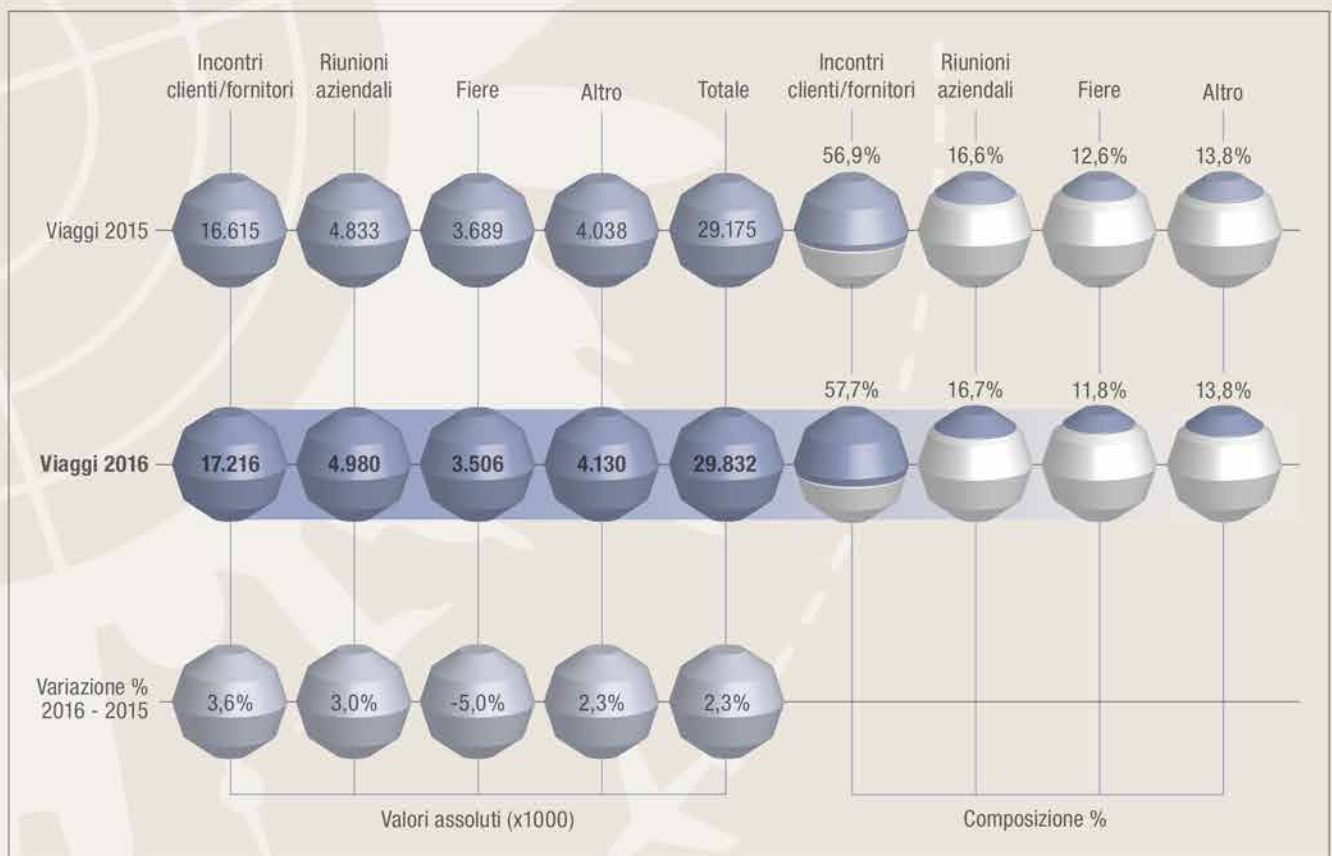 Incontri
clienti/fornitori
Riunioni
aziendali
Fiere
Altro
Totale
Incontri
clienti/fornitori
Riunioni
aziendali
Fiere
Altro
56,9%
16,6%
12,6%
13,8%
Viaggi 2015
16.615
4.833
3.689
4.038
29.175
57,7%
16,7%
11,8%
13,8%
Viaggi 2016
17.216
4.980
3.506
4.130
29.832
Variazione %
2016 - 2015
3,6%
3,0%
-5,0%
2,3%
2,3%
Valori assoluti (x1000)
Composizione %